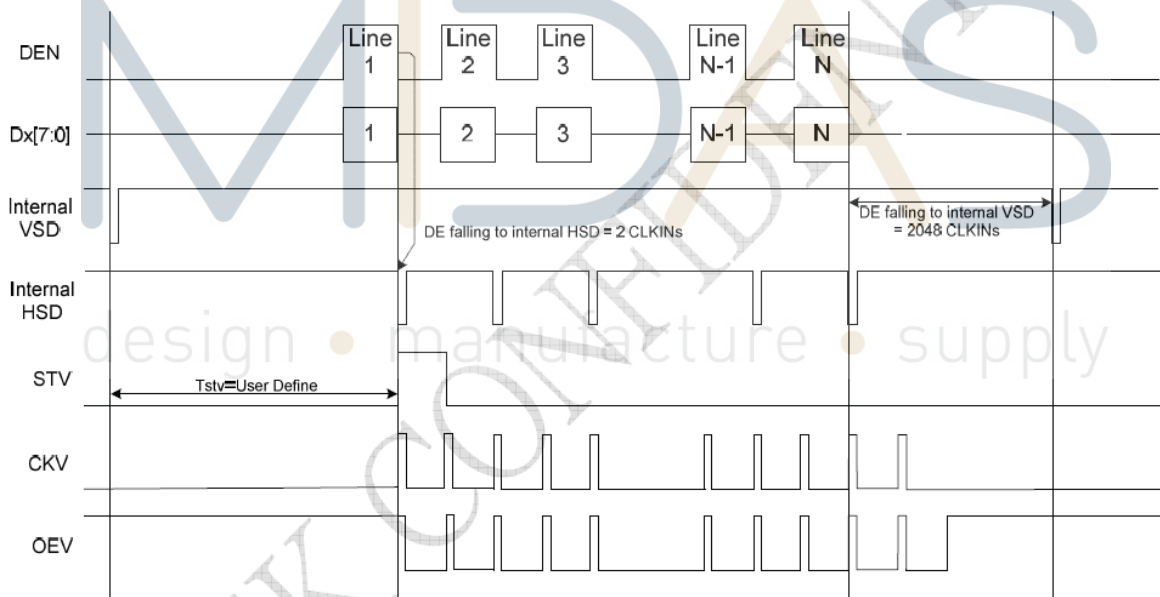 DEN
Line
1
Line
2
Line
3
Line
N-1
Line
N
Dx[7:0]
1
2
3
N-1
N
Internal
VSD
DE falling to internal HSD = 2 CLKINs
DE falling to internal VSD
= 2048 CLKINs
Internal
HSD
STV
Tstv=User Define
CKV
OEV
MIDAS
design • manufacture • supply